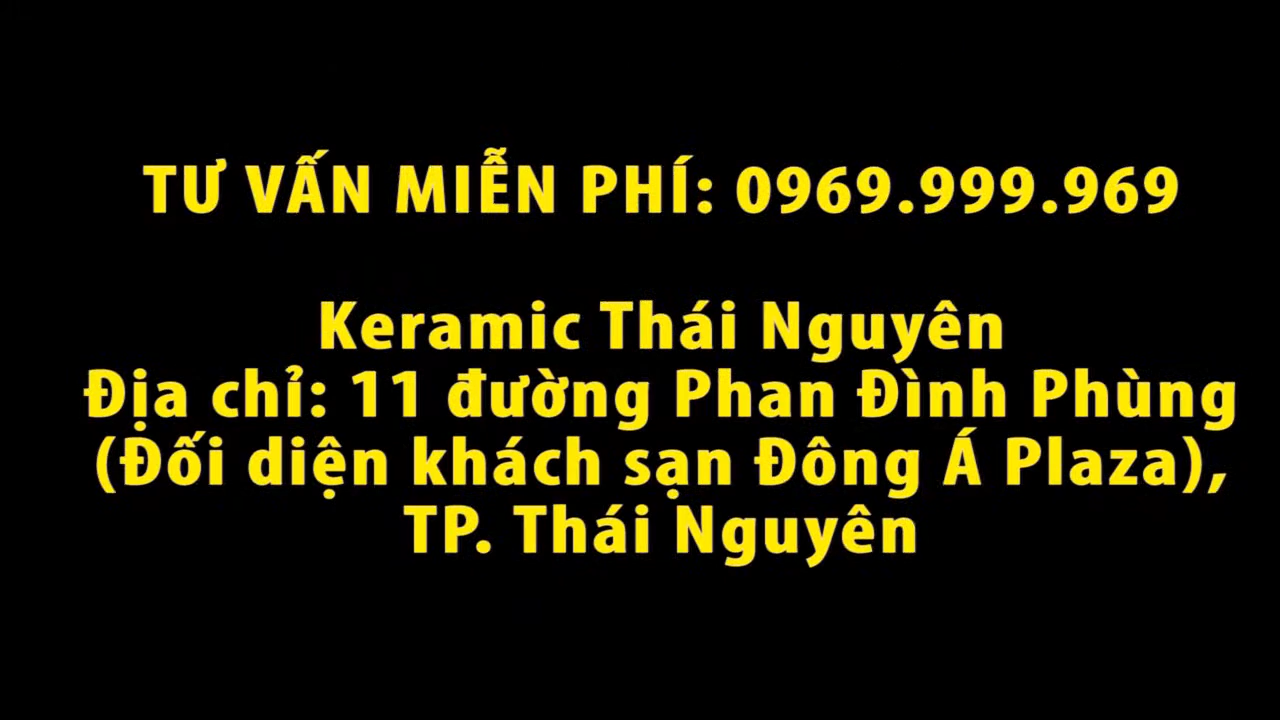 TƯ VẤN MIỄN PHÍ: 0969.999.969
Keramic Thái Nguyên
Địa chỉ: 11 đường Phan Đình Phùng
(Đối diện khách sạn Đông Á Plaza),
TP. Thái Nguyên